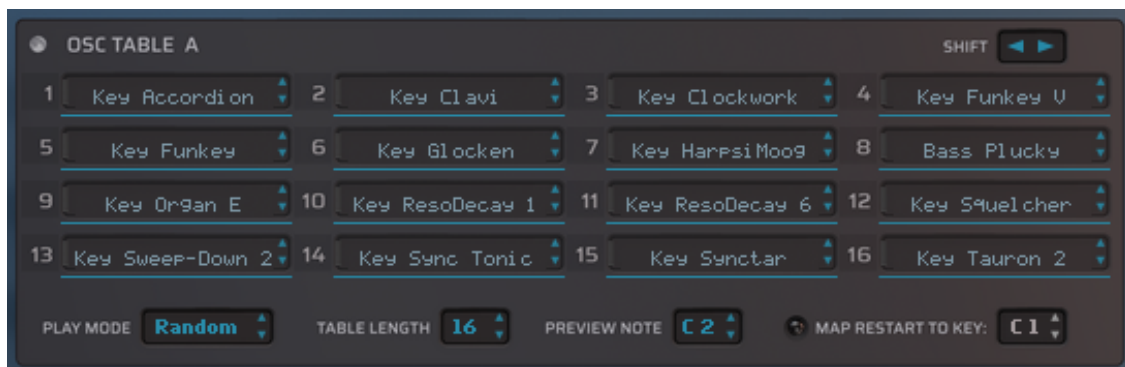 OSC TABLE A SHIFT
1 Key Accordion 2 Key Clavi 3 Key Clockwork 4 Key Funkey V
5 Key Funkey 6 Key Glocken 7 Key HarpsiMoog 8 Bass Plucky
9 Key Organ E 10 Key ResoDecay 1 11 Key ResoDecay 6 12 Key Squelcher
13 Key Sweep-Down 2 14 Key Sync Tonic 15 Key Synctar 16 Key Tauron 2
PLAY MODE Random TABLE LENGTH 16 PREVIEW NOTE C 2 MAP RESTART TO KEY: C 1